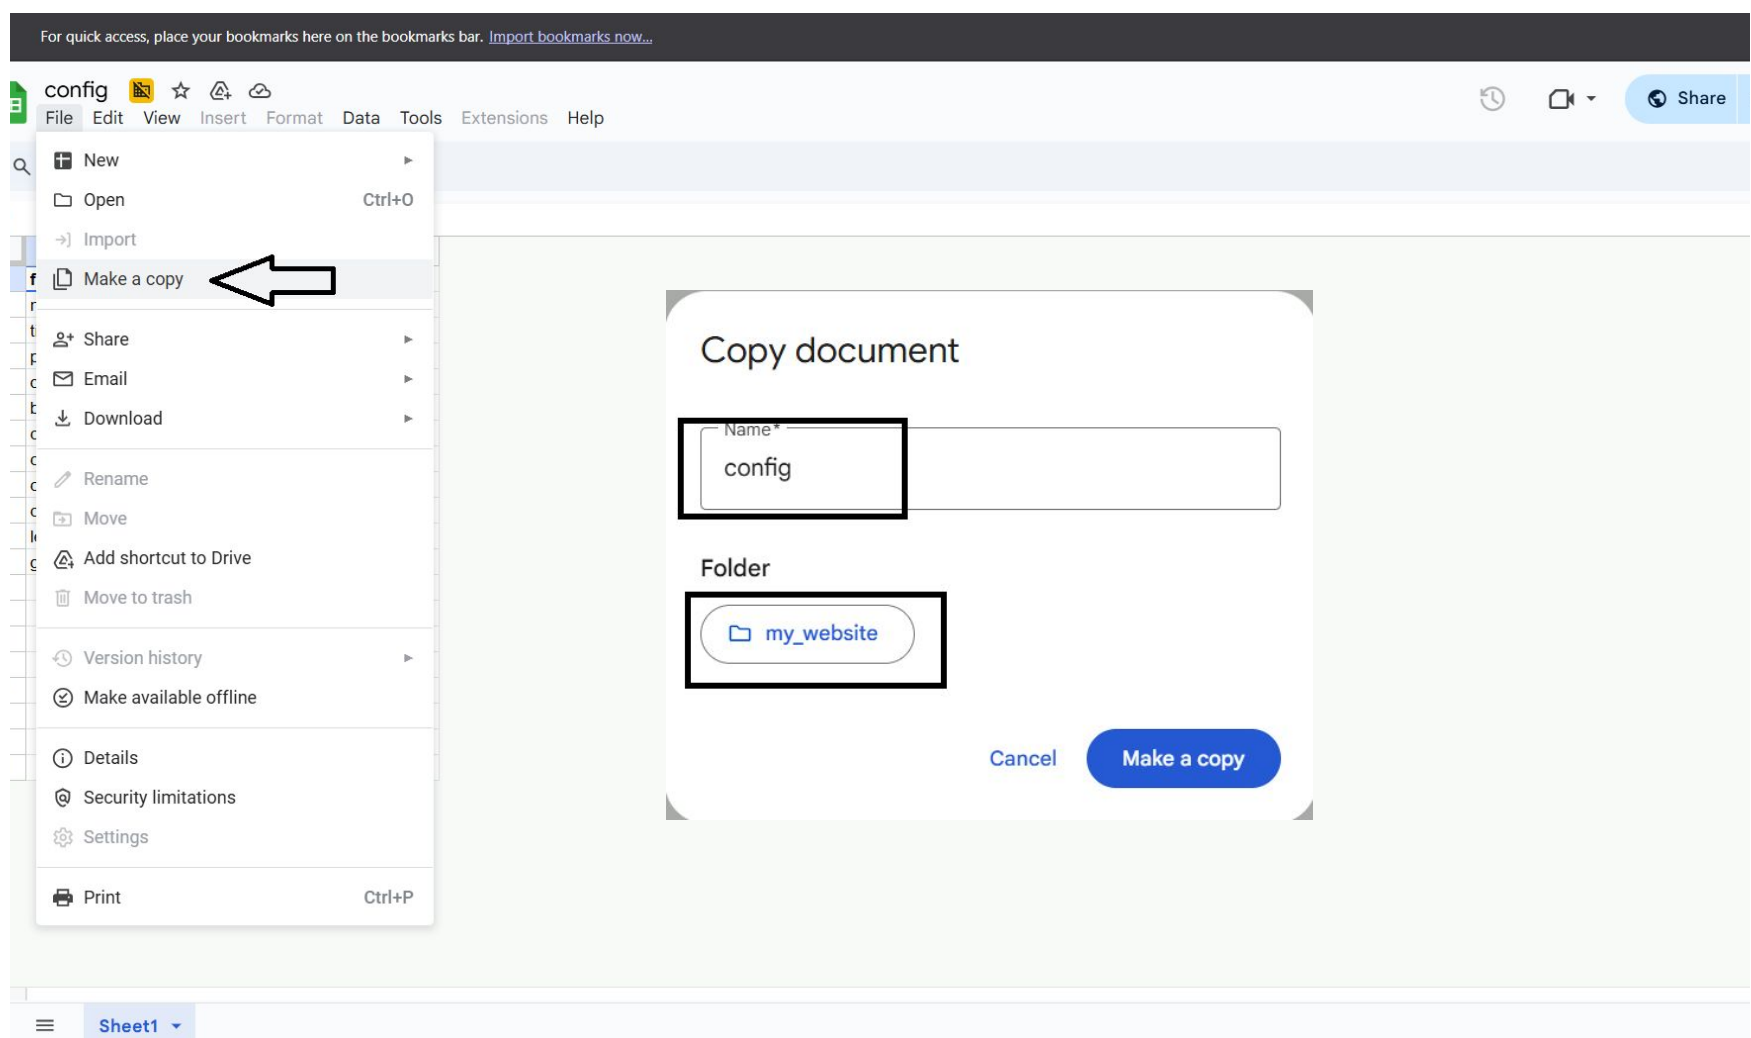 For quick access, place your bookmarks here on the bookmarks bar. Import bookmarks now...
config
File Edit View Insert Format Data Tools Extensions Help
Share
New
Open Ctrl+O
Import
Make a copy
Share
Email
Download
Rename
Move
Add shortcut to Drive
Move to trash
Version history
Make available offline
Details
Security limitations
Settings
Print Ctrl+P
Copy document
Name*
config
Folder
my_website
Cancel Make a copy
Sheet1